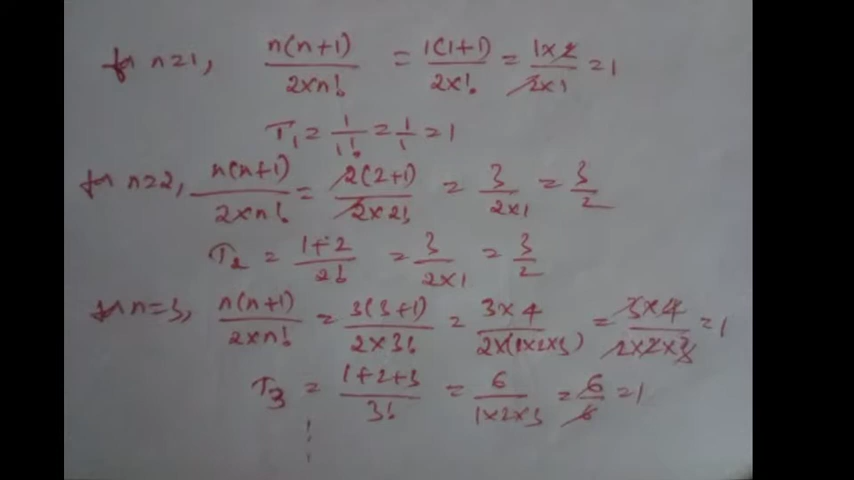 for n=1, n(n+1)/2×n! = 1(1+1)/2×! = 1×2/2×1 = 1
T₁ = 1/1! = 1/1 = 1
for n=2, n(n+1)/2×n! = 2(2+1)/2×2! = 3/2×1 = 3/2
T₂ = 1+2/2! = 3/2×1 = 3/2
for n=3, n(n+1)/2×n! = 3(3+1)/2×3! = 3×4/2×(1×2×3) = 3×4/2×2×3 = 1
T₃ = 1+2+3/3! = 6/1×2×3 = 6/6 = 1